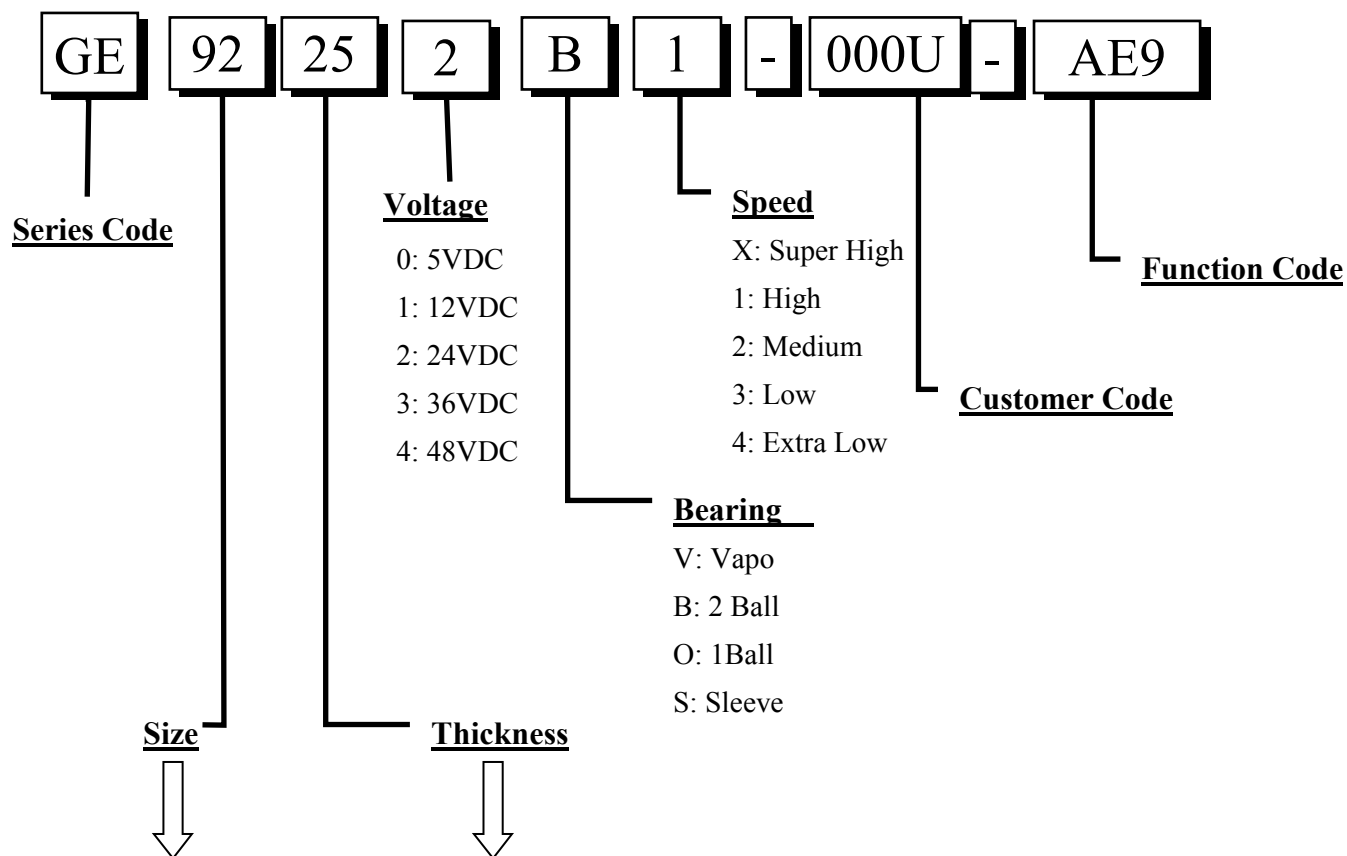 GE 92 25 2 B 1 - 000U - AE9
Series Code
Voltage
0: 5VDC
1: 12VDC
2: 24VDC
3: 36VDC
4: 48VDC
Speed
X: Super High
1: High
2: Medium
3: Low
4: Extra Low
Function Code
Customer Code
Bearing
V: Vapo
B: 2 Ball
O: 1Ball
S: Sleeve
Size
Thickness